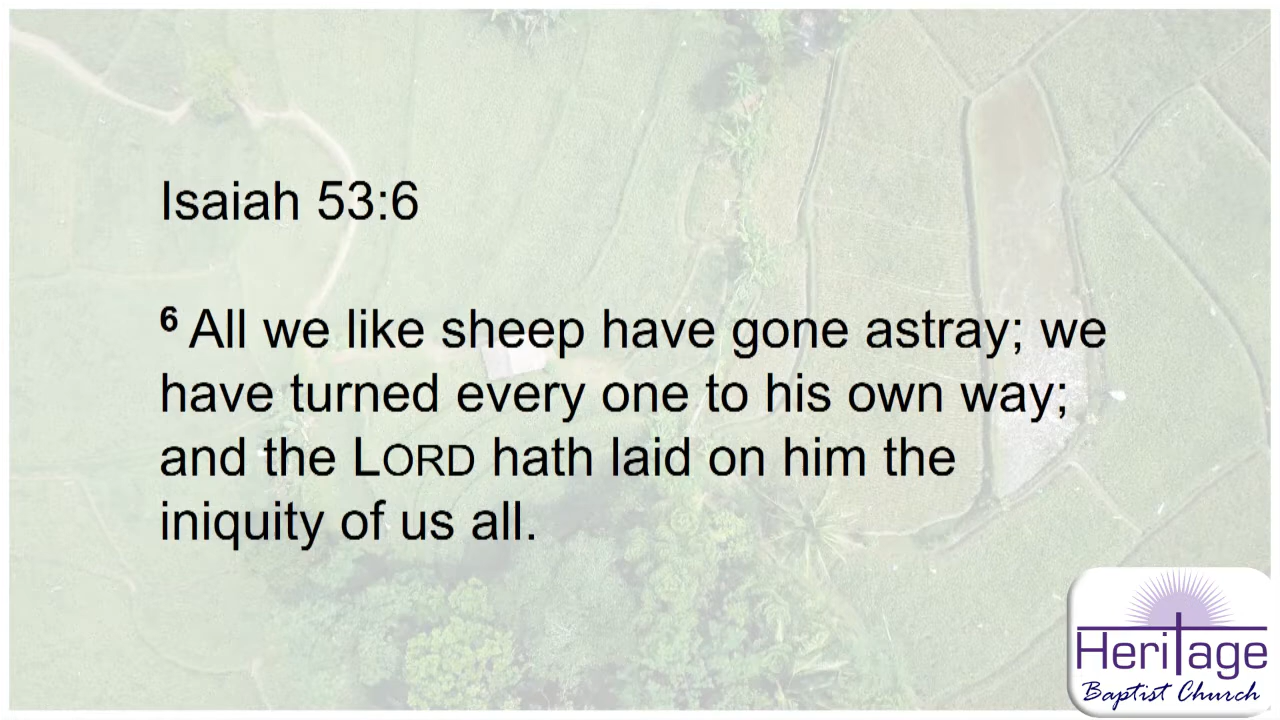 Isaiah 53:6
6 All we like sheep have gone astray; we
have turned every one to his own way;
and the LORD hath laid on him the
iniquity of us all.
Heritage
Baptist Church